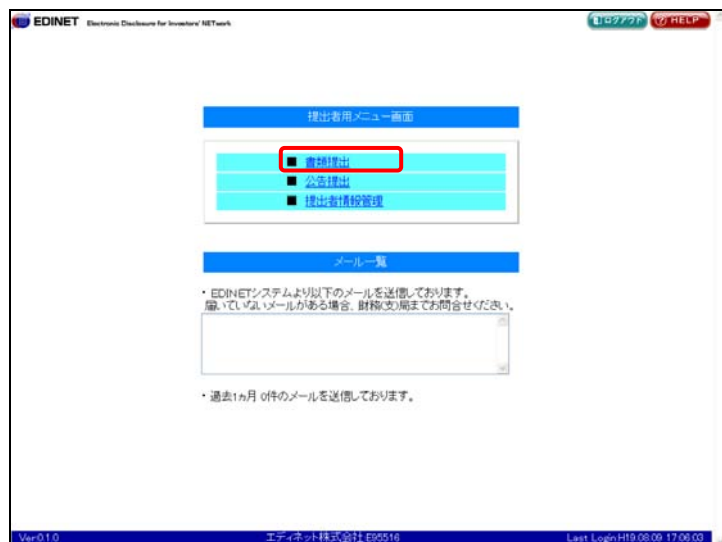 EDINET Electronic Disclosure for Investors' NETwork
ログアウト HELP
提出者用メニュー画面
■ 書類提出
■ 公告提出
■ 提出者情報管理
メール一覧
・EDINETシステムより以下のメールを送信しております。
届いていないメールがある場合、財務(支)局までお問合せください。
・過去1ヵ月 0件のメールを送信しております。
Ver0.1.0 エディネット株式会社 E95516 Last Login H19.08.09 17:06:03